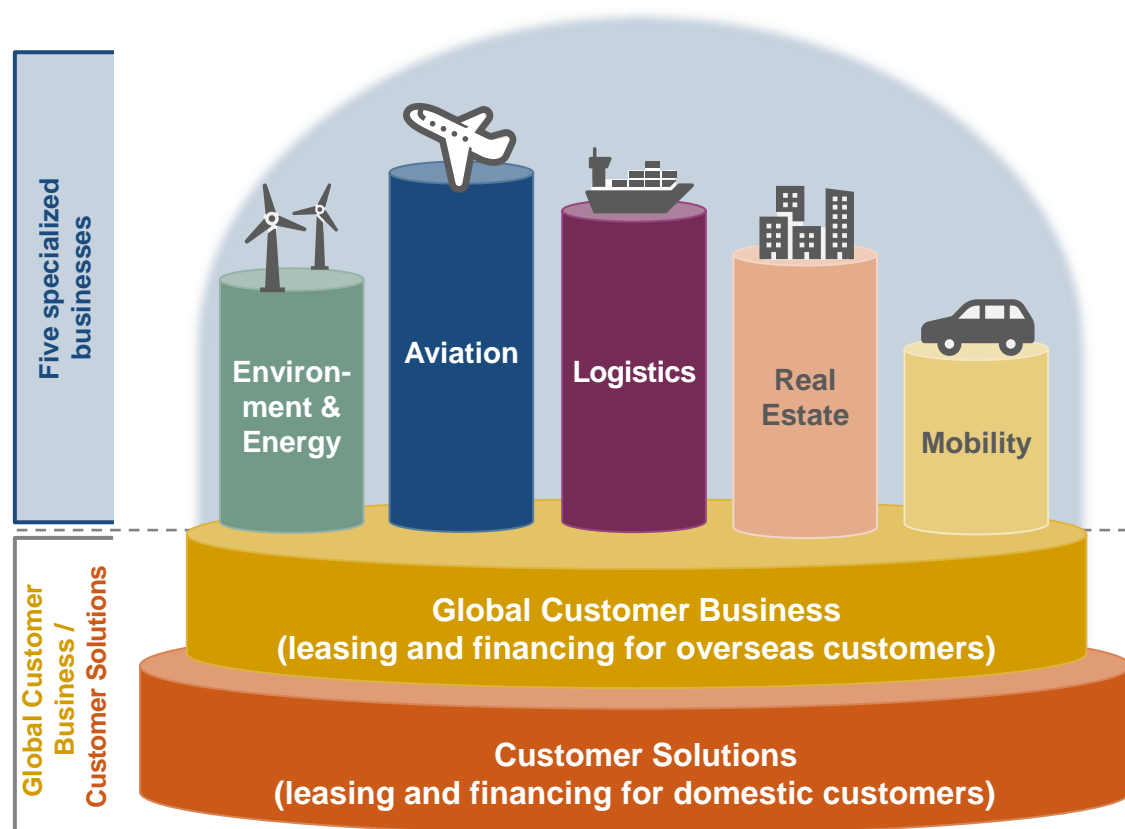 Five specialized
businesses
Environ-
ment &
Energy
Aviation
Logistics
Real
Estate
Mobility
Global Customer
Business /
Customer Solutions
Global Customer Business
(leasing and financing for overseas customers)
Customer Solutions
(leasing and financing for domestic customers)